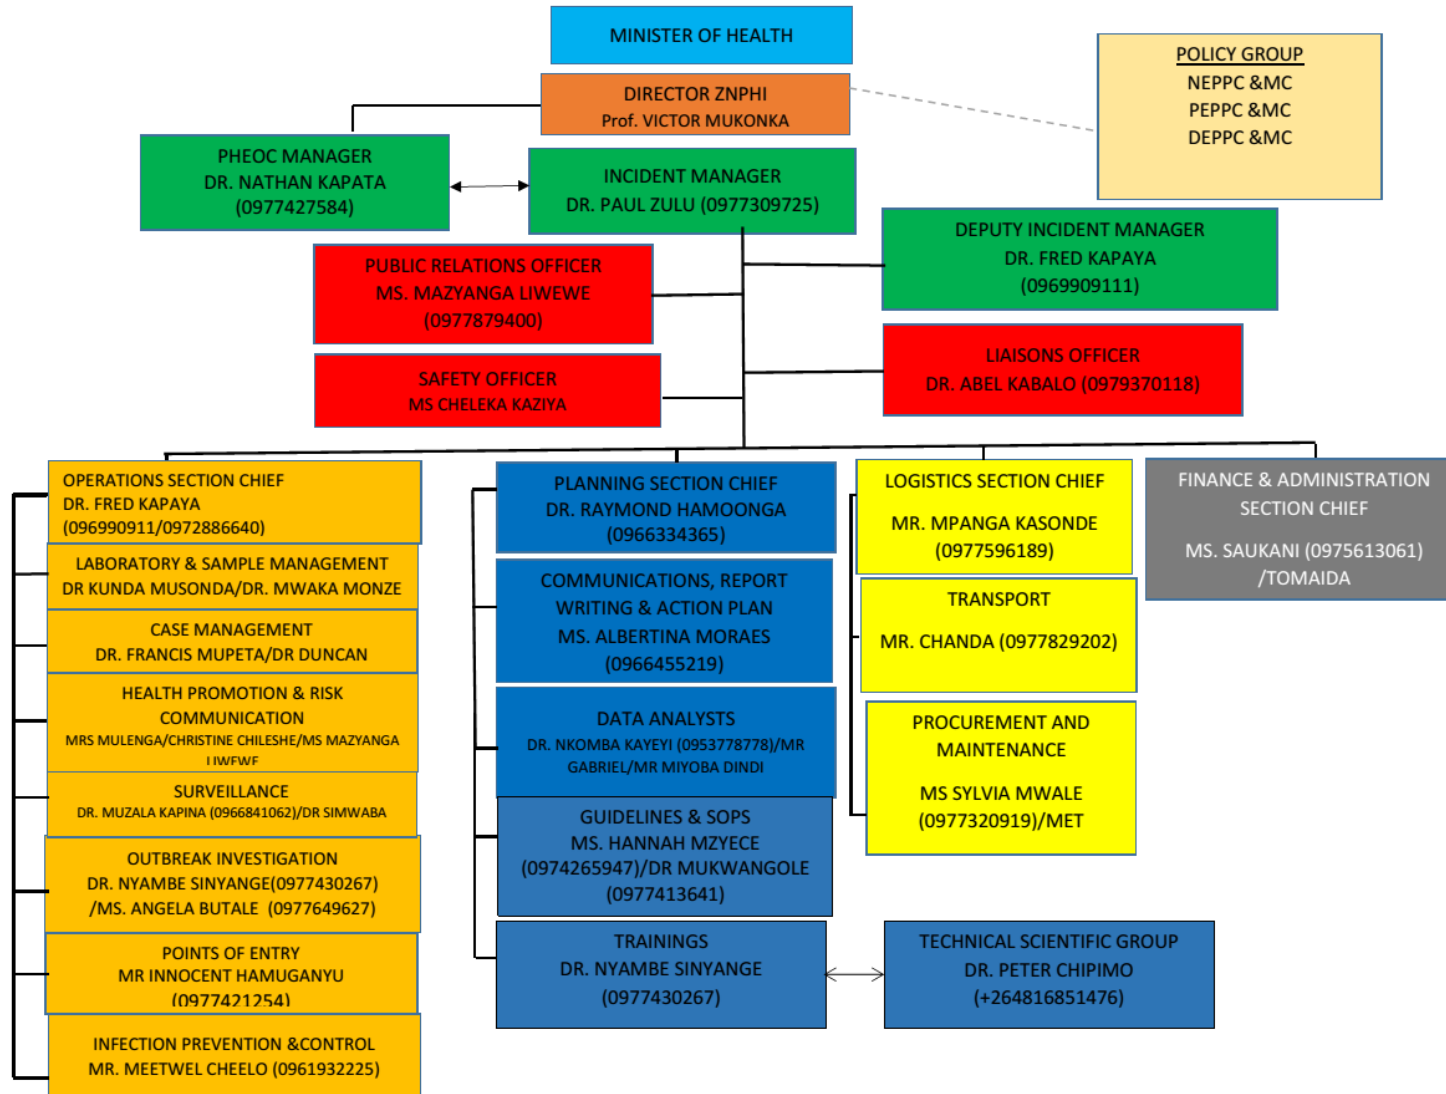 MINISTER OF HEALTH
POLICY GROUP
NEPPC &MC
PEPPC &MC
DEPPC &MC
DIRECTOR ZNPHI
Prof. VICTOR MUKONKA
PHEOC MANAGER
DR. NATHAN KAPATA
(0977427584)
INCIDENT MANAGER
DR. PAUL ZULU (0977309725)
DEPUTY INCIDENT MANAGER
DR. FRED KAPAYA
(0969909111)
PUBLIC RELATIONS OFFICER
MS. MAZYANGA LIWEWE
(0977879400)
LIAISONS OFFICER
DR. ABEL KABALO (0979370118)
SAFETY OFFICER
MS CHELEKA KAZIYA
OPERATIONS SECTION CHIEF
DR. FRED KAPAYA
(096990911/0972886640)
LABORATORY & SAMPLE MANAGEMENT
DR KUNDA MUSONDA/DR. MWAKA MONZE
CASE MANAGEMENT
DR. FRANCIS MUPETA/DR DUNCAN
HEALTH PROMOTION & RISK
COMMUNICATION
MRS MULENGA/CHRISTINE CHILESHE/MS MAZYANGA
LIWEWE
SURVEILLANCE
DR. MUZALA KAPINA (0966841062)/DR SIMWABA
OUTBREAK INVESTIGATION
DR. NYAMBE SINYANGE(0977430267)
/MS. ANGELA BUTALE (0977649627)
POINTS OF ENTRY
MR INNOCENT HAMUGANYU
(0977421254)
INFECTION PREVENTION &CONTROL
MR. MEETWEL CHEELO (0961932225)
PLANNING SECTION CHIEF
DR. RAYMOND HAMOONGA
(0966334365)
COMMUNICATIONS, REPORT
WRITING & ACTION PLAN
MS. ALBERTINA MORAES
(0966455219)
DATA ANALYSTS
DR. NKOMBA KAYEYI (0953778778)/MR
GABRIEL/MR MIYOBA DINDI
GUIDELINES & SOPS
MS. HANNAH MZYECE
(0974265947)/DR MUKWANGOLE
(0977413641)
TRAININGS
DR. NYAMBE SINYANGE
(0977430267)
TECHNICAL SCIENTIFIC GROUP
DR. PETER CHIPIMO
(+264816851476)
LOGISTICS SECTION CHIEF
MR. MPANGA KASONDE
(0977596189)
TRANSPORT
MR. CHANDA (0977829202)
PROCUREMENT AND
MAINTENANCE
MS SYLVIA MWALE
(0977320919)/MET
FINANCE & ADMINISTRATION
SECTION CHIEF
MS. SAUKANI (0975613061)
/TOMAIDA